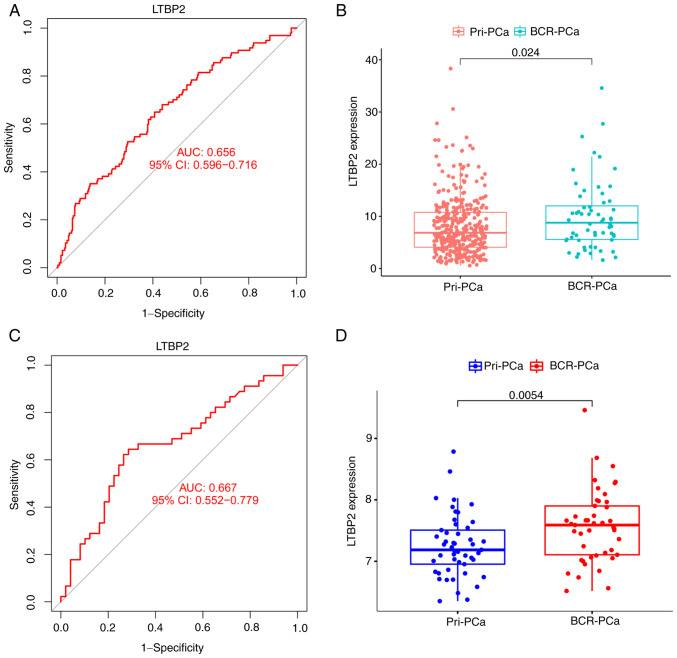 A
LTBP2
Sensitivity
1.0
0.8
0.6
0.4
0.2
0.0
AUC: 0.656
95% CI: 0.596−0.716
0.0 0.2 0.4 0.6 0.8 1.0
1−Specificity
B
Pri-PCa BCR-PCa
0.024
LTBP2 expression
40
30
20
10
0
Pri-PCa BCR-PCa
C
LTBP2
Sensitivity
1.0
0.8
0.6
0.4
0.2
0.0
AUC: 0.667
95% CI: 0.552−0.779
0.0 0.2 0.4 0.6 0.8 1.0
1−Specificity
D
Pri-PCa BCR-PCa
0.0054
LTBP2 expression
9
8
7
Pri-PCa BCR-PCa